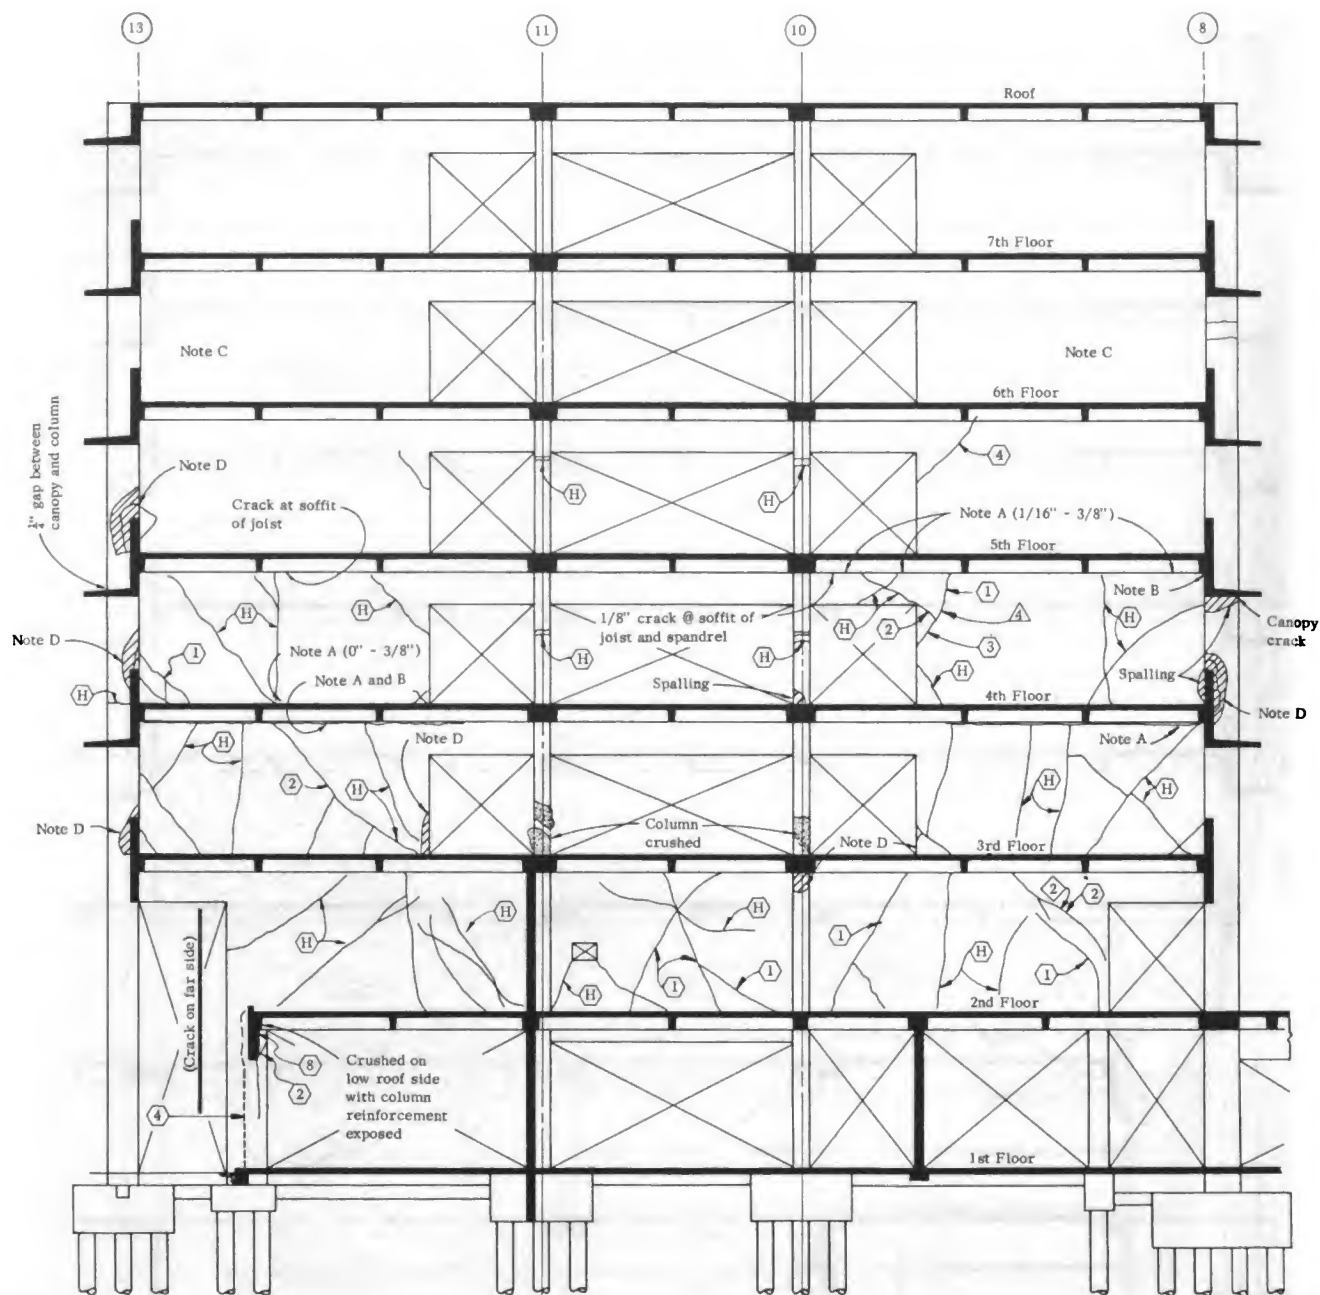 13
11
10
8
Roof
7th Floor
Note C
Note C
6th Floor
1/4" gap between
canopy and column
Note D
4
Crack at soffit
of joist
H
H
Note A (1/16" - 3/8")
5th Floor
H
H
1
Note B
H
1/8" crack @ soffit of
joist and spandrel
H
2
4
3
Canopy
crack
Note D
1
Note A (0" - 3/8")
H
H
H
Spalling
H
Note A and B
Spalling
4th Floor
Note D
H
Note D
Note A
2
H
H
H
Note D
Column
crushed
Note D
3rd Floor
H
H
H
2
2
1
H
H
1
1
1
2nd Floor
(Crack on far side)
8
2
4
Crushed on
low roof side
with column
reinforcement
exposed
1st Floor